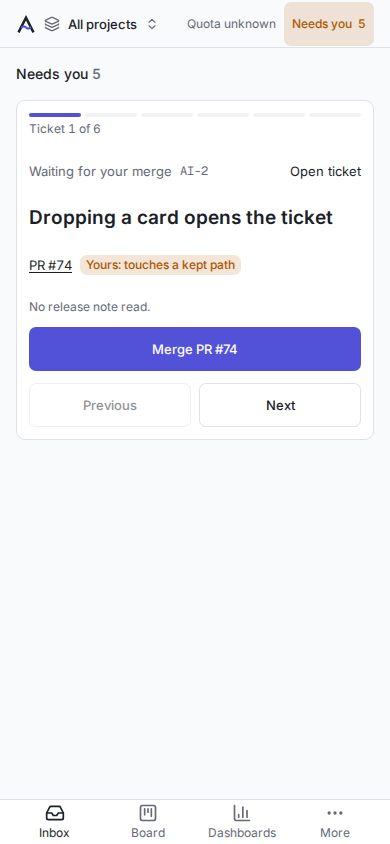 All projects Quota unknown Needs you 5
Needs you 5
Ticket 1 of 6
Waiting for your merge AI-2 Open ticket
Dropping a card opens the ticket
PR #74 Yours: touches a kept path
No release note read.
Merge PR #74
Previous Next
Inbox Board Dashboards More